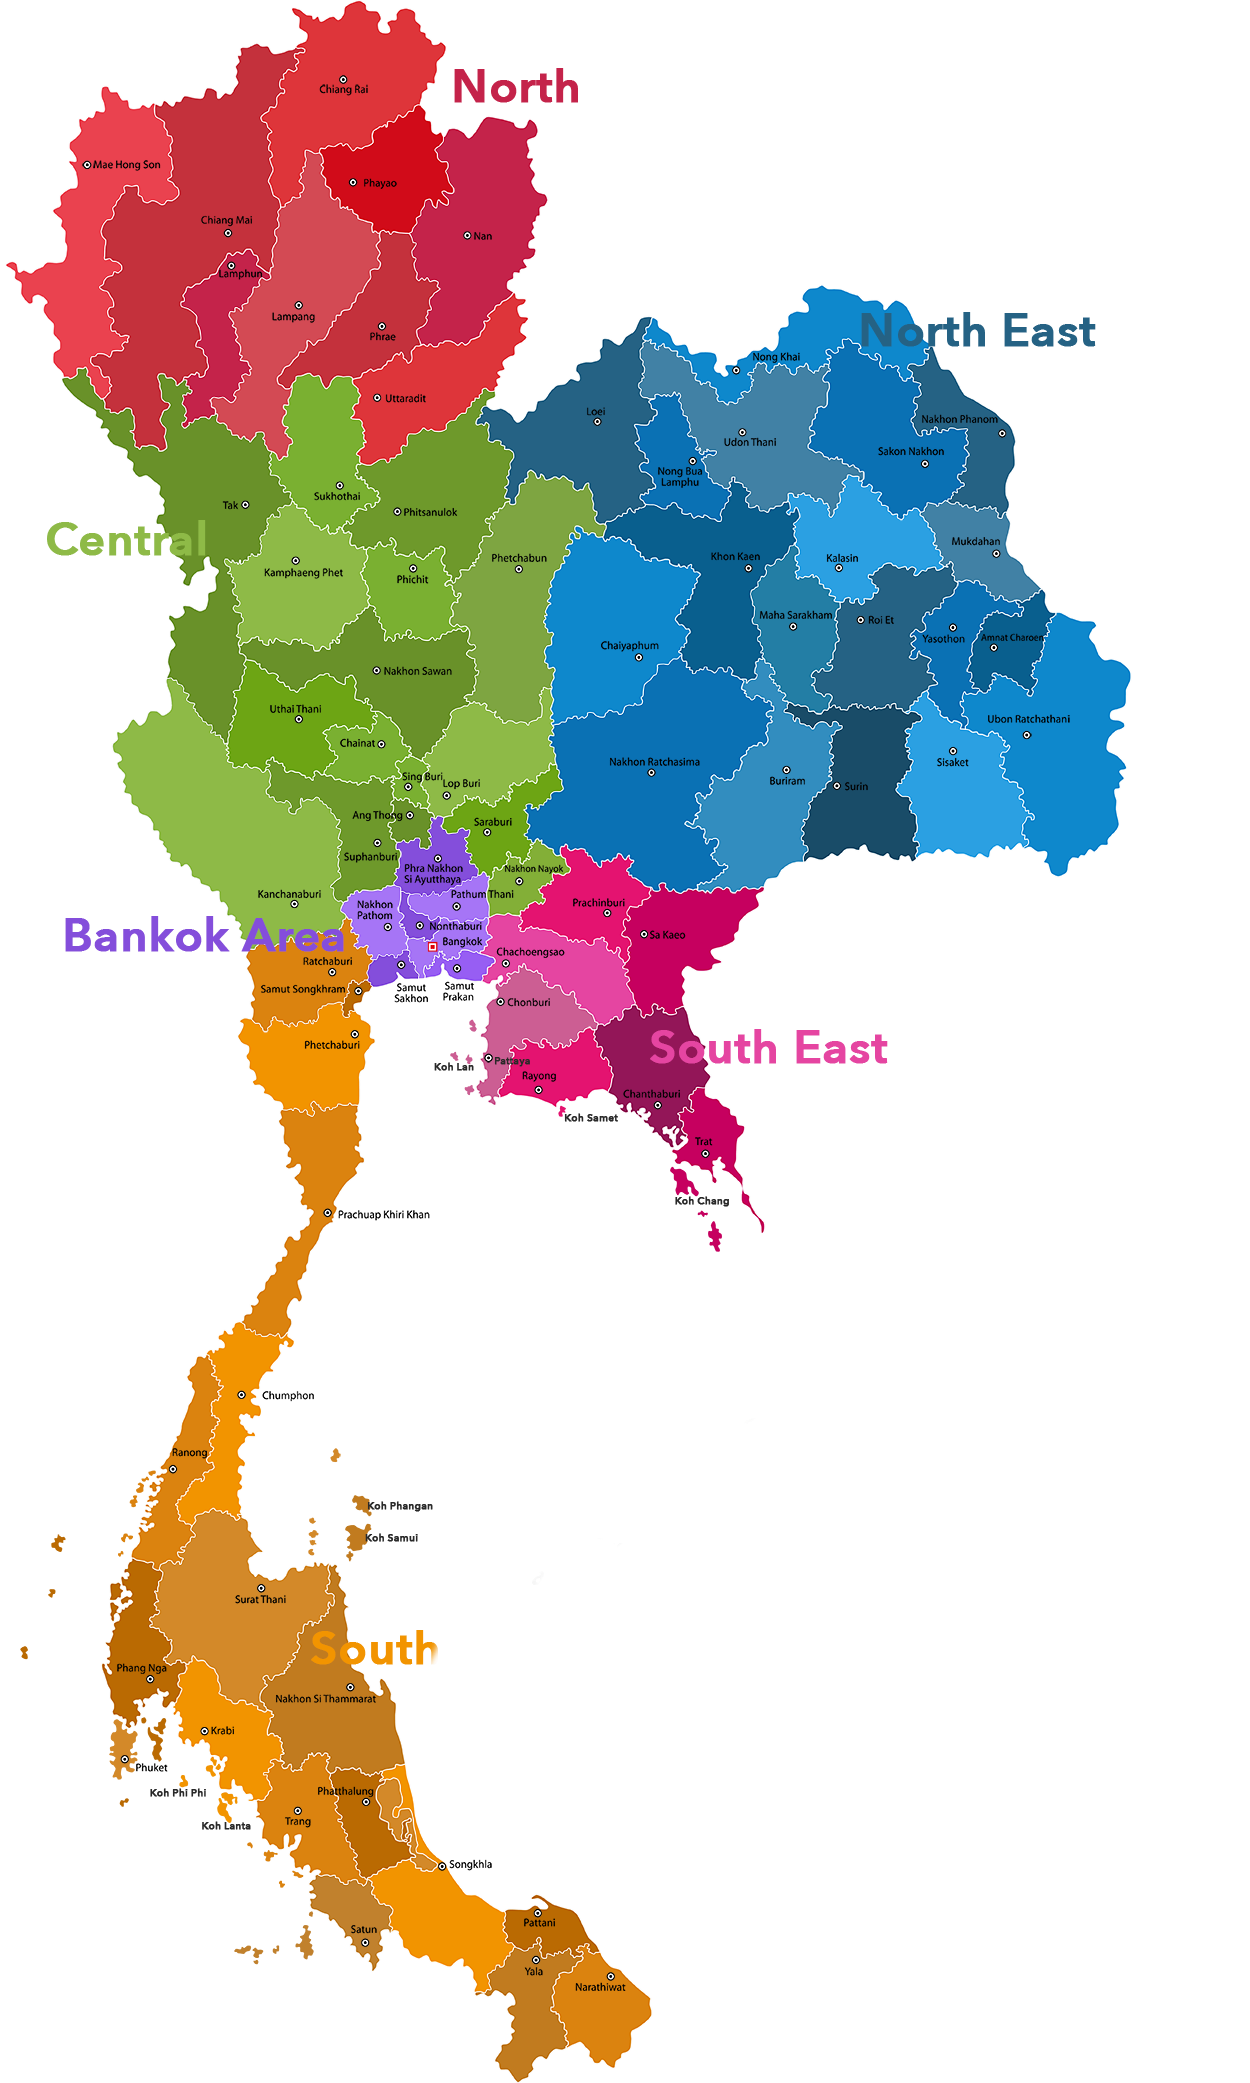 Chiang Rai
North
Mae Hong Son
Phayao
Chiang Mai
Nan
Lamphun
Lampang
Phrae
North East
Nong Khai
Uttaradit
Loei
Nakhon Phanom
Udon Thani
Sakon Nakhon
Nong Bua
Lamphu
Sukhothai
Tak
Phitsanulok
Central
Mukdahan
Phetchabun
Khon Kaen
Kalasin
Kamphaeng Phet
Phichit
Maha Sarakham
Roi Et
Yasothon
Amnat Charoen
Chaiyaphum
Nakhon Sawan
Uthai Thani
Ubon Ratchathani
Chainat
Nakhon Ratchasima
Sisaket
Sing Buri
Lop Buri
Buriram
Surin
Ang Thong
Saraburi
Suphanburi
Phra Nakhon
Si Ayutthaya
Nakhon Nayok
Kanchanaburi
Pathum Thani
Nakhon
Pathom
Prachinburi
Nonthaburi
Bankok Area
Bangkok
Sa Kaeo
Chachoengsao
Ratchaburi
Samut Songkhram
Samut
Sakhon
Samut
Prakan
Chonburi
Phetchaburi
South East
Koh Lan
Pattaya
Rayong
Chanthaburi
Koh Samet
Trat
Koh Chang
Prachuap Khiri Khan
Chumphon
Ranong
Koh Phangan
Koh Samui
Surat Thani
South
Phang Nga
Nakhon Si Thammarat
Krabi
Phuket
Koh Phi Phi
Phatthalung
Koh Lanta
Trang
Songkhla
Satun
Pattani
Yala
Narathiwat